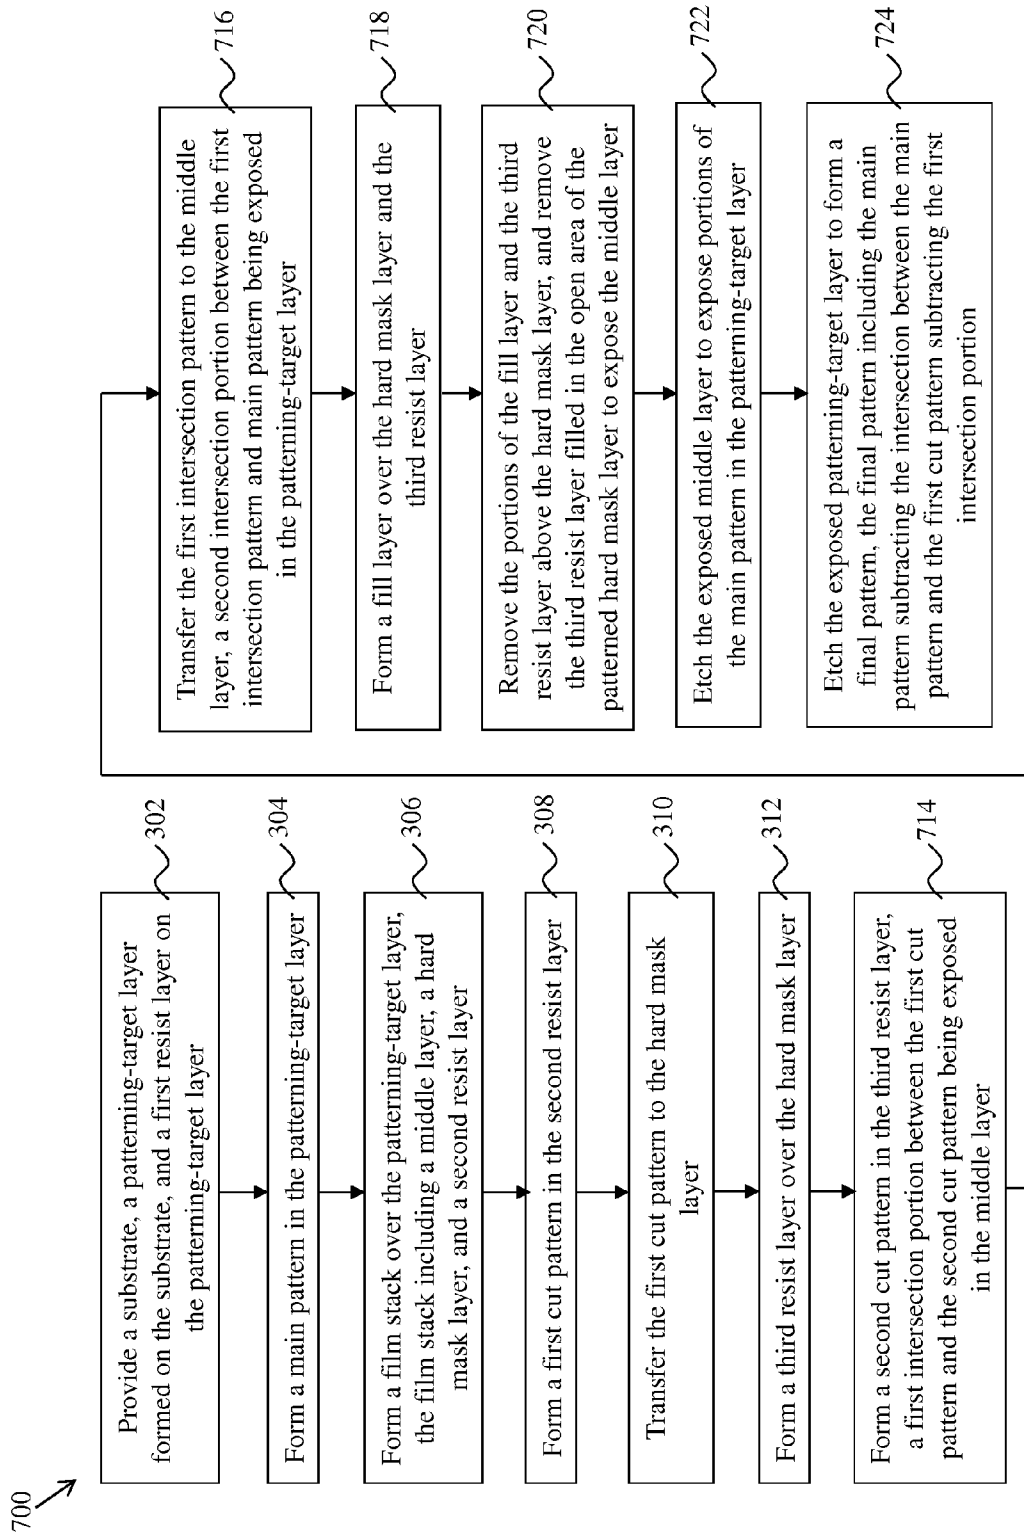 700
Provide a substrate, a patterning-target layer
formed on the substrate, and a first resist layer on
the patterning-target layer
302
Form a main pattern in the patterning-target layer
304
Form a film stack over the patterning-target layer,
the film stack including a middle layer, a hard
mask layer, and a second resist layer
306
Form a first cut pattern in the second resist layer
308
Transfer the first cut pattern to the hard mask
layer
310
Form a third resist layer over the hard mask layer
312
Form a second cut pattern in the third resist layer,
a first intersection portion between the first cut
pattern and the second cut pattern being exposed
in the middle layer
714
Transfer the first intersection pattern to the middle
layer, a second intersection portion between the first
intersection pattern and main pattern being exposed
in the patterning-target layer
716
Form a fill layer over the hard mask layer and the
third resist layer
718
Remove the portions of the fill layer and the third
resist layer above the hard mask layer, and remove
the third resist layer filled in the open area of the
patterned hard mask layer to expose the middle layer
720
Etch the exposed middle layer to expose portions of
the main pattern in the patterning-target layer
722
Etch the exposed patterning-target layer to form a
final pattern, the final pattern including the main
pattern subtracting the intersection between the main
pattern and the first cut pattern subtracting the first
intersection portion
724